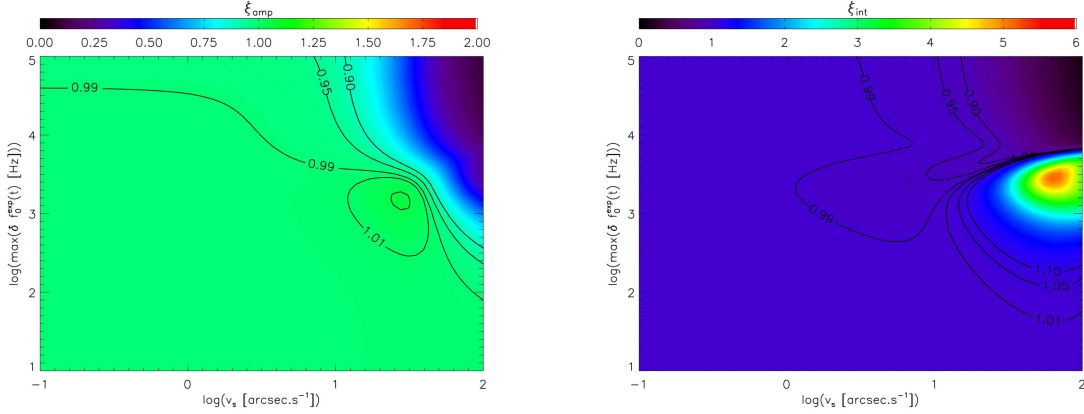 ξamp
0.00 0.25 0.50 0.75 1.00 1.25 1.50 1.75 2.00
5
4
3
2
1
log(max(δ f₀ᵉˣᵖ(t) [Hz]))
0.99
0.99
0.95
0.90
1.01
-1 0 1 2
log(vₛ [arcsec.s⁻¹])
ξint
0 1 2 3 4 5 6
5
4
3
2
1
log(max(δ f₀ᵉˣᵖ(t) [Hz]))
0.99
0.95
0.90
1.01
0.99
1.10
1.05
1.01
-1 0 1 2
log(vₛ [arcsec.s⁻¹])